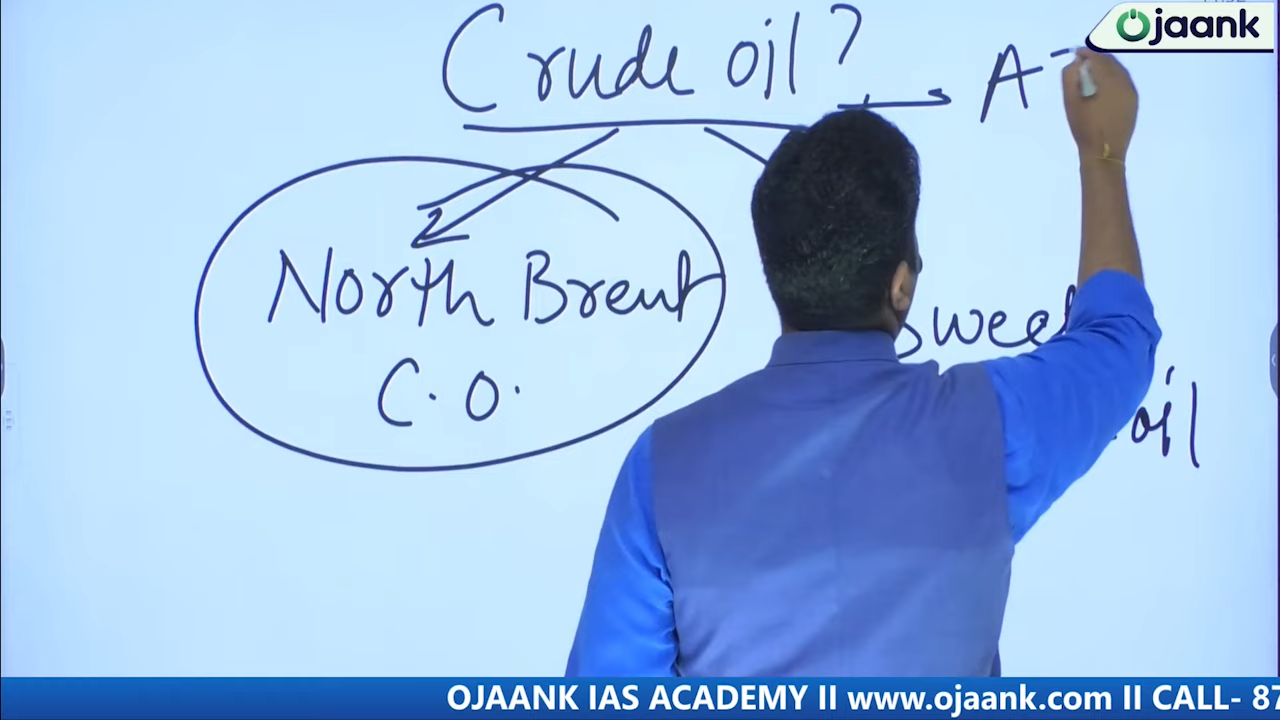 Crude oil?
Ojaank
A
North Brent
C.O.
Sweet
oil
OJAANK IAS ACADEMY II www.ojaank.com II CALL- 87